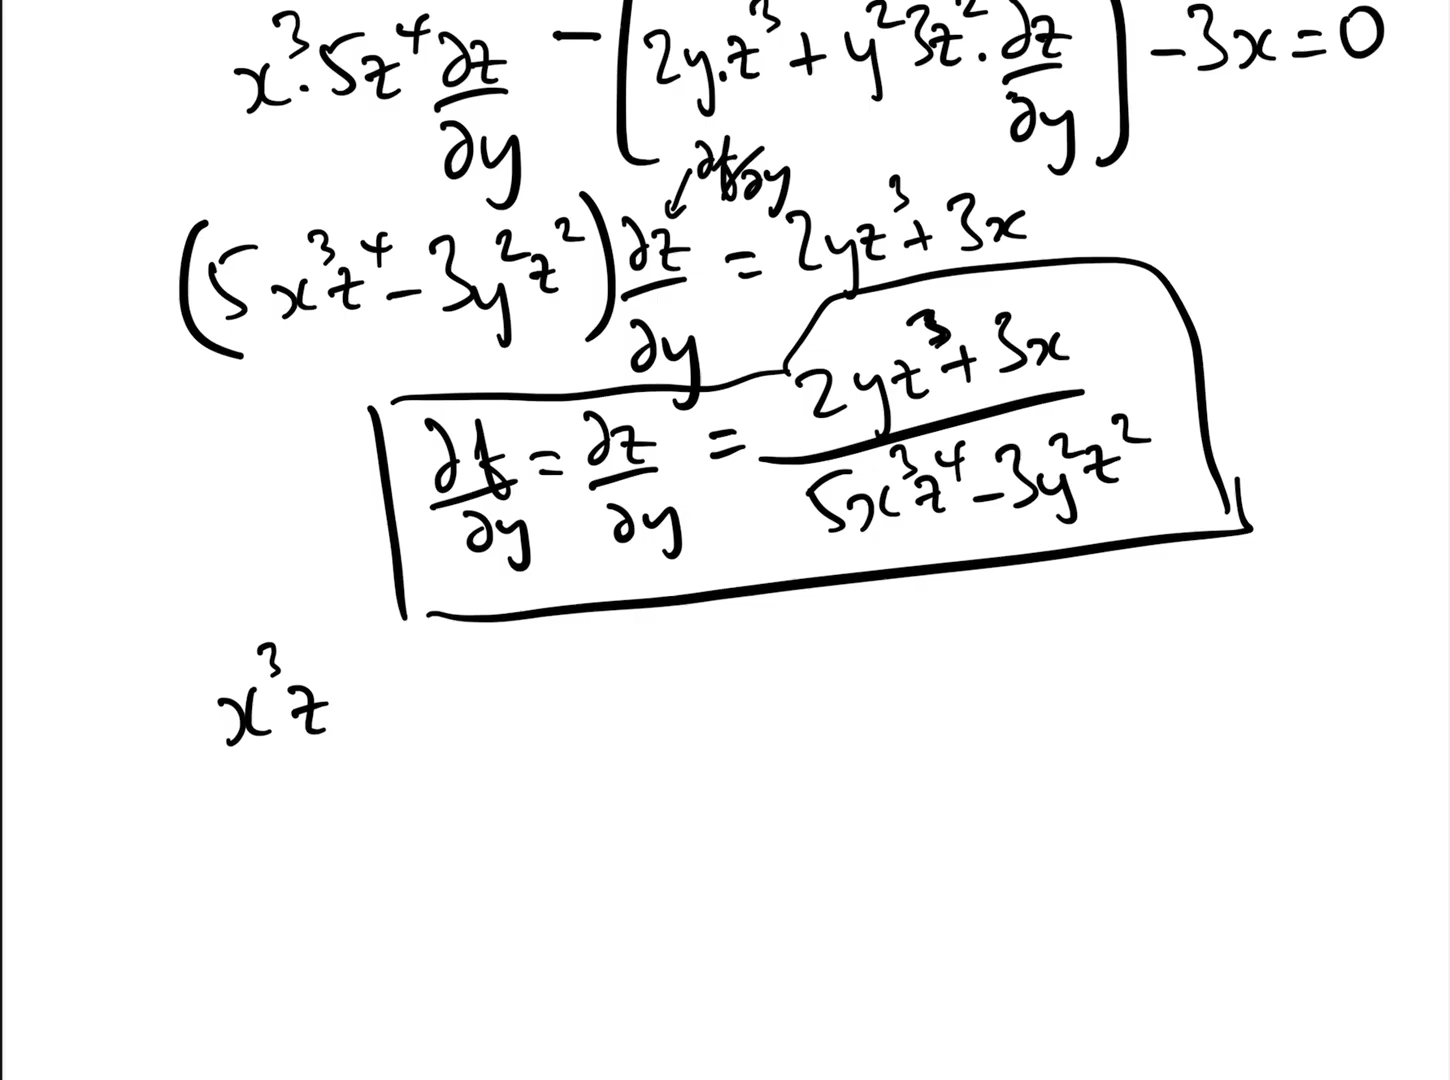 x³·5z⁴ ∂z/∂y − (2y·z³ + y²3z²·∂z/∂y) − 3x = 0
∂f/∂y
(5x³z⁴ − 3y²z²) ∂z/∂y = 2yz³ + 3x
∂f/∂y = ∂z/∂y = (2yz³ + 3x)/(5x³z⁴ − 3y²z²)
x³z